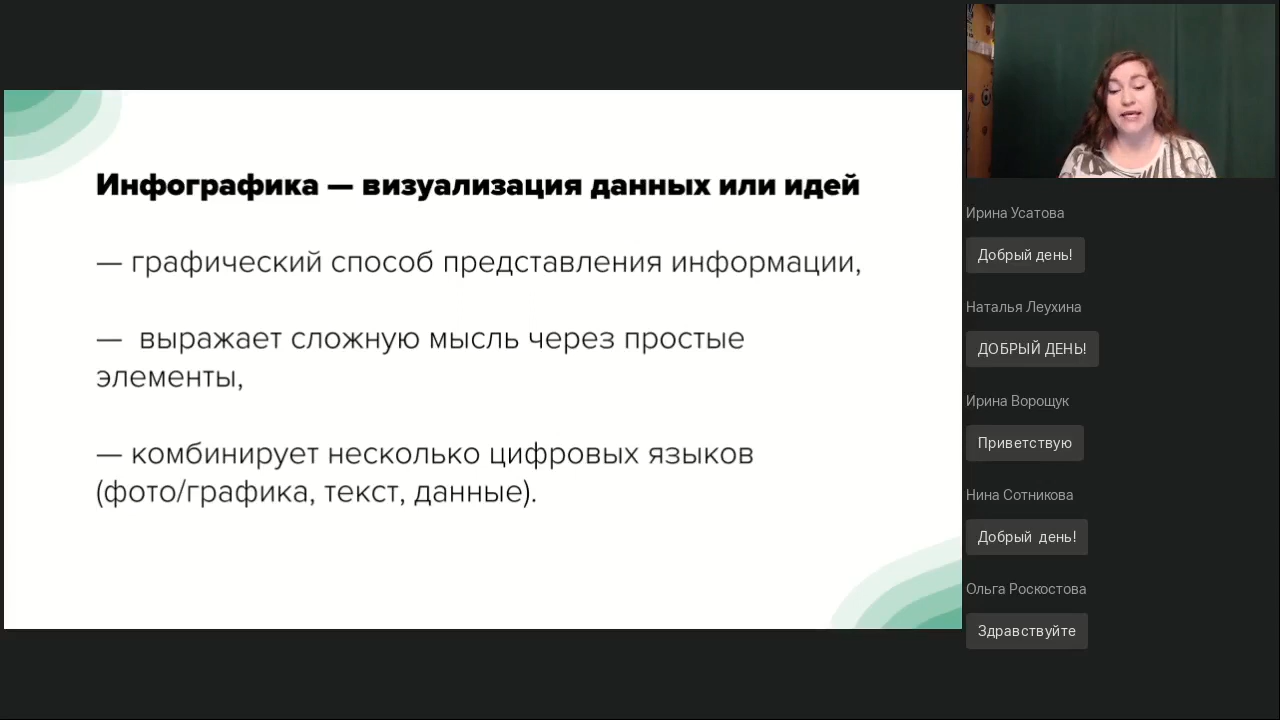 Инфографика — визуализация данных или идей
— графический способ представления информации,
— выражает сложную мысль через простые
элементы,
— комбинирует несколько цифровых языков
(фото/графика, текст, данные).
Ирина Усатова
Добрый день!
Наталья Леухина
ДОБРЫЙ ДЕНЬ!
Ирина Ворощук
Приветствую
Нина Сотникова
Добрый день!
Ольга Роскостова
Здравствуйте